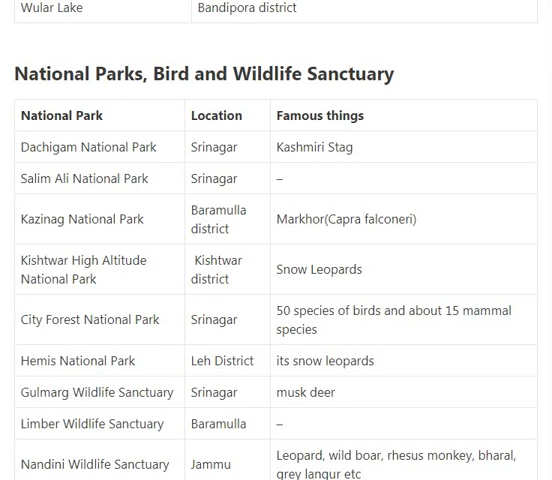 Wular Lake Bandipora district
National Parks, Bird and Wildlife Sanctuary
National Park Location Famous things
Dachigam National Park Srinagar Kashmiri Stag
Salim Ali National Park Srinagar –
Kazinag National Park Baramulla district Markhor(Capra falconeri)
Kishtwar High Altitude National Park Kishtwar district Snow Leopards
City Forest National Park Srinagar 50 species of birds and about 15 mammal species
Hemis National Park Leh District its snow leopards
Gulmarg Wildlife Sanctuary Srinagar musk deer
Limber Wildlife Sanctuary Baramulla –
Nandini Wildlife Sanctuary Jammu Leopard, wild boar, rhesus monkey, bharal, grey langur etc